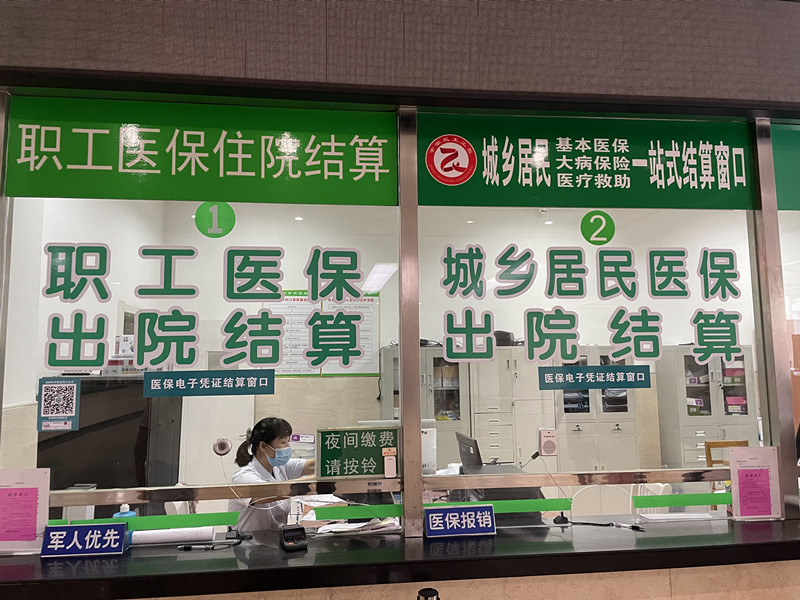 职工医保住院结算
城乡居民
基本医保
大病保险
医疗救助
一站式结算窗口
1
职工医保
出院结算
医保电子凭证结算窗口
2
城乡居民医保
出院结算
医保电子凭证结算窗口
夜间缴费
请按铃
军人优先
医保报销